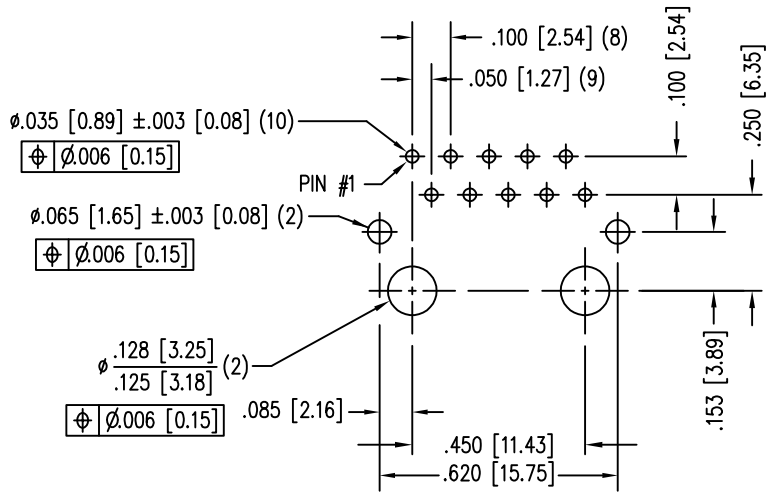 .100 [2.54] (8)
.050 [1.27] (9)
.100 [2.54]
.250 [6.35]
ø.035 [0.89] ±.003 [0.08] (10)
⌖ Ø.006 [0.15]
PIN #1
ø.065 [1.65] ±.003 [0.08] (2)
⌖ Ø.006 [0.15]
ø .128 [3.25]
.125 [3.18] (2)
⌖ Ø.006 [0.15]
.085 [2.16]
.153 [3.89]
.450 [11.43]
.620 [15.75]